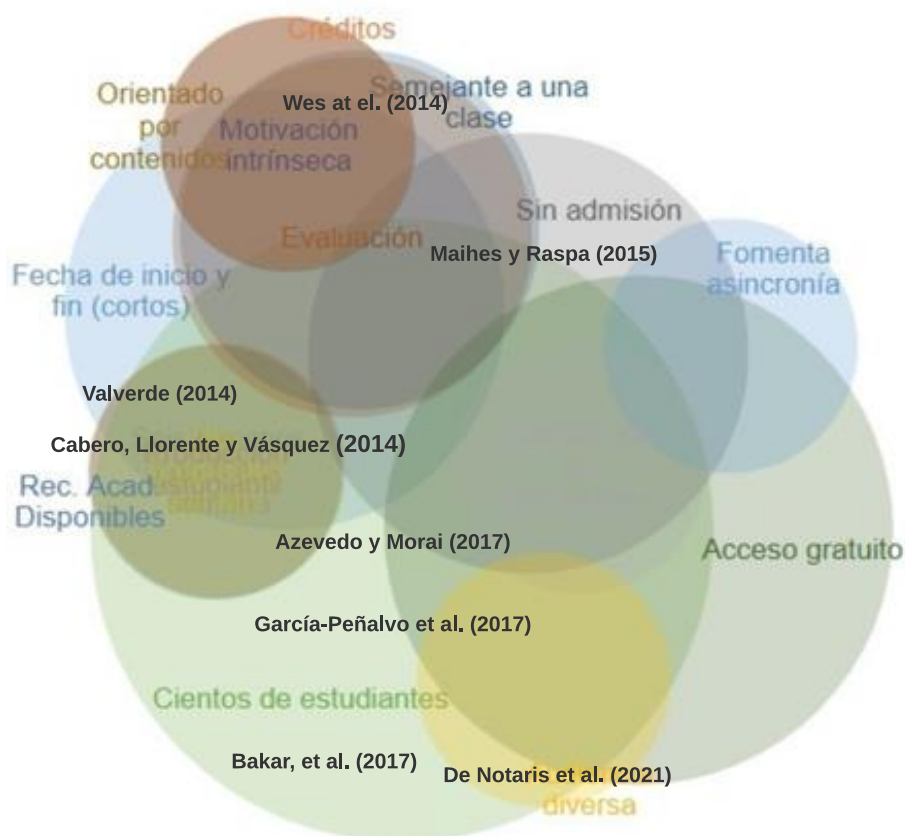 Créditos
Orientado
por
contenidos
Wes at el. (2014)
Semejante a una
clase
Motivación
intrínseca
Sin admisión
Evaluación
Maihes y Raspa (2015)
Fomenta
asincronía
Fecha de inicio y
fin (cortos)
Valverde (2014)
Cabero, Llorente y Vásquez (2014)
Rec. Acad.
Disponibles
Azevedo y Morai (2017)
Acceso gratuito
García-Peñalvo et al. (2017)
Cientos de estudiantes
Bakar, et al. (2017)
De Notaris et al. (2021)
diversa